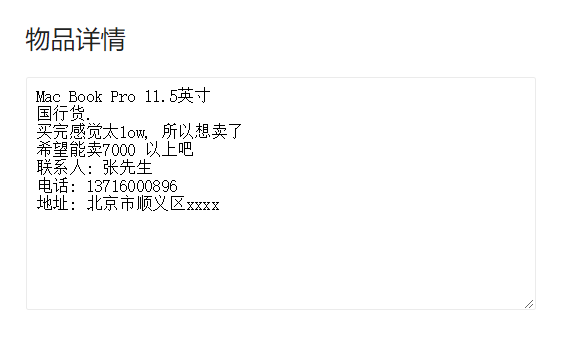 物品详情
Mac Book Pro 11.5英寸
国行货.
买完感觉太low, 所以想卖了
希望能卖7000 以上吧
联系人: 张先生
电话: 13716000896
地址: 北京市顺义区xxxx